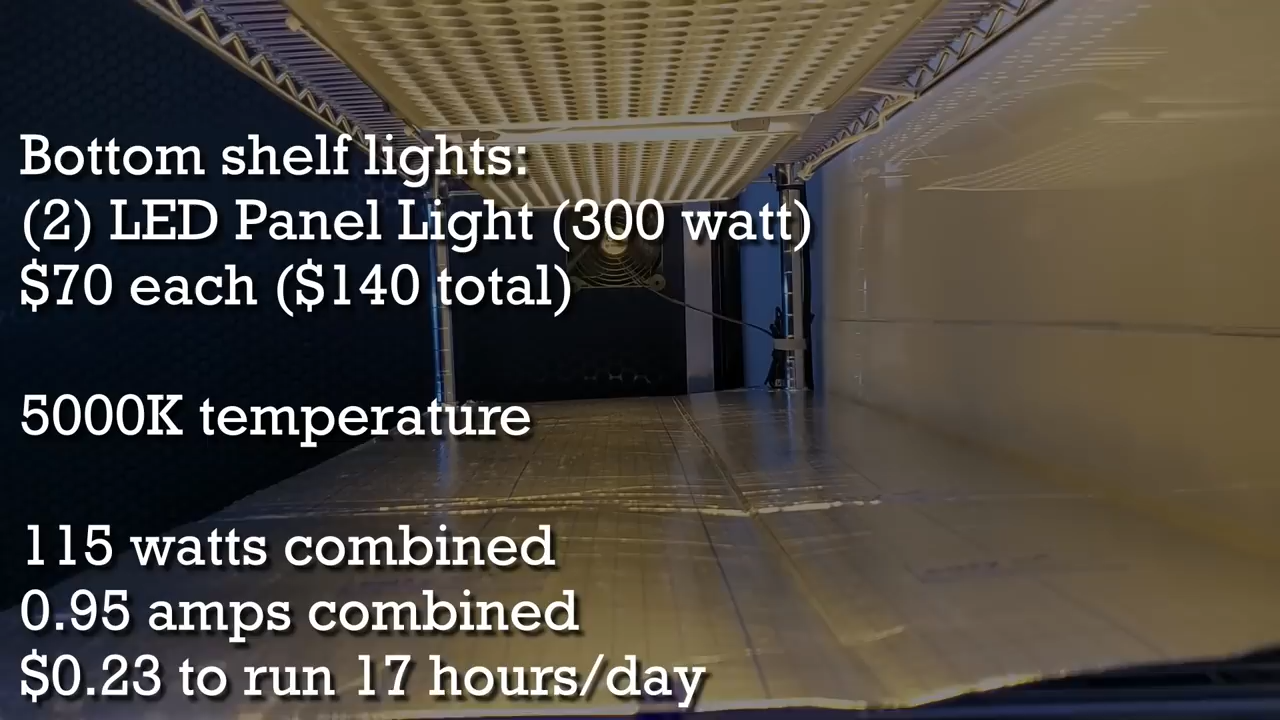 Bottom shelf lights:
(2) LED Panel Light (300 watt)
$70 each ($140 total)
5000K temperature
115 watts combined
0.95 amps combined
$0.23 to run 17 hours/day